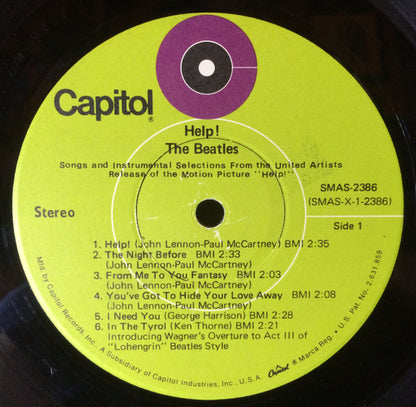 Capitol®
Help!
The Beatles
Songs and Instrumental Selections From the United Artists
Release of the Motion Picture "Help!"
SMAS-2386
(SMAS-X-1-2386)
Stereo
Side 1
1. Help! (John Lennon-Paul McCartney) BMI 2:35
2. The Night Before BMI 2:33
(John Lennon-Paul McCartney)
3. From Me To You Fantasy BMI 2:03
(John Lennon-Paul McCartney)
4. You've Got To Hide Your Love Away BMI 2:08
(John Lennon-Paul McCartney)
5. I Need You (George Harrison) BMI 2:28
6. In The Tyrol (Ken Thorne) BMI 2:21
Introducing Wagner's Overture to Act III of
"Lohengrin" Beatles Style
Mfd. by Capitol Records, Inc., A Subsidiary of Capitol Industries, Inc., U.S.A. Capitol® Marca Reg. • U.S. Pat. No. 2,631,859